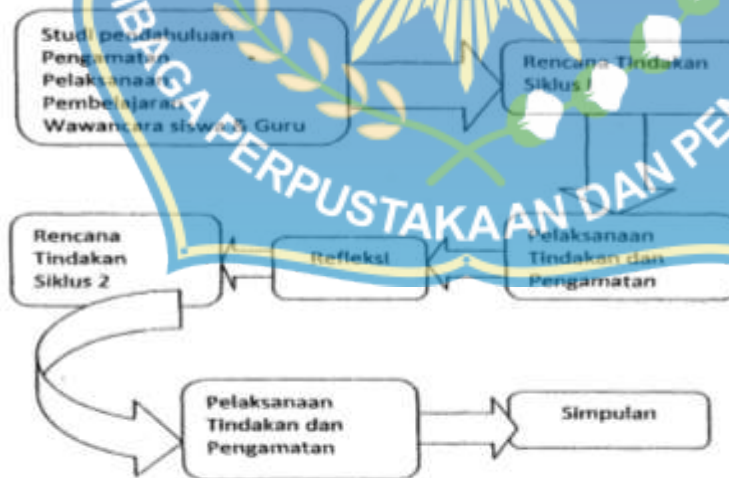 Studi pendahuluan
Pengamatan
Pelaksanaan
Pembelajaran
Wawancara siswa & Guru
Rencana Tindakan
Siklus I
PERPUSTAKAAN DAN
Rencana
Tindakan
Siklus 2
Refleksi
Pelaksanaan
Tindakan dan
Pengamatan
Pelaksanaan
Tindakan dan
Pengamatan
Simpulan